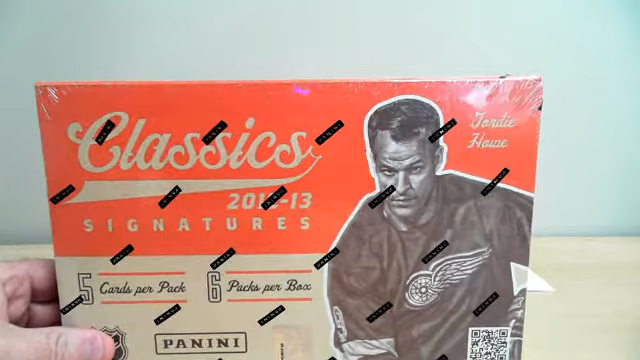 Classics
2012-13
SIGNATURES
Gordie
Howe
5 Cards per Pack
6 Packs per Box
PANINI